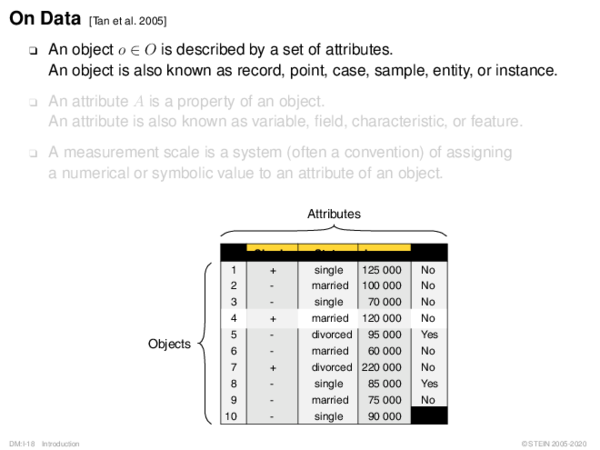 On Data [Tan et al. 2005]
❑ An object o ∈ O is described by a set of attributes.
An object is also known as record, point, case, sample, entity, or instance.
❑ An attribute A is a property of an object.
An attribute is also known as variable, field, characteristic, or feature.
❑ A measurement scale is a system (often a convention) of assigning
a numerical or symbolic value to an attribute of an object.
Attributes
1 + single 125 000 No
2 - married 100 000 No
3 - single 70 000 No
4 + married 120 000 No
5 - divorced 95 000 Yes
Objects
6 - married 60 000 No
7 + divorced 220 000 No
8 - single 85 000 Yes
9 - married 75 000 No
10 - single 90 000
DM:I-18 Introduction
© STEIN 2005-2020